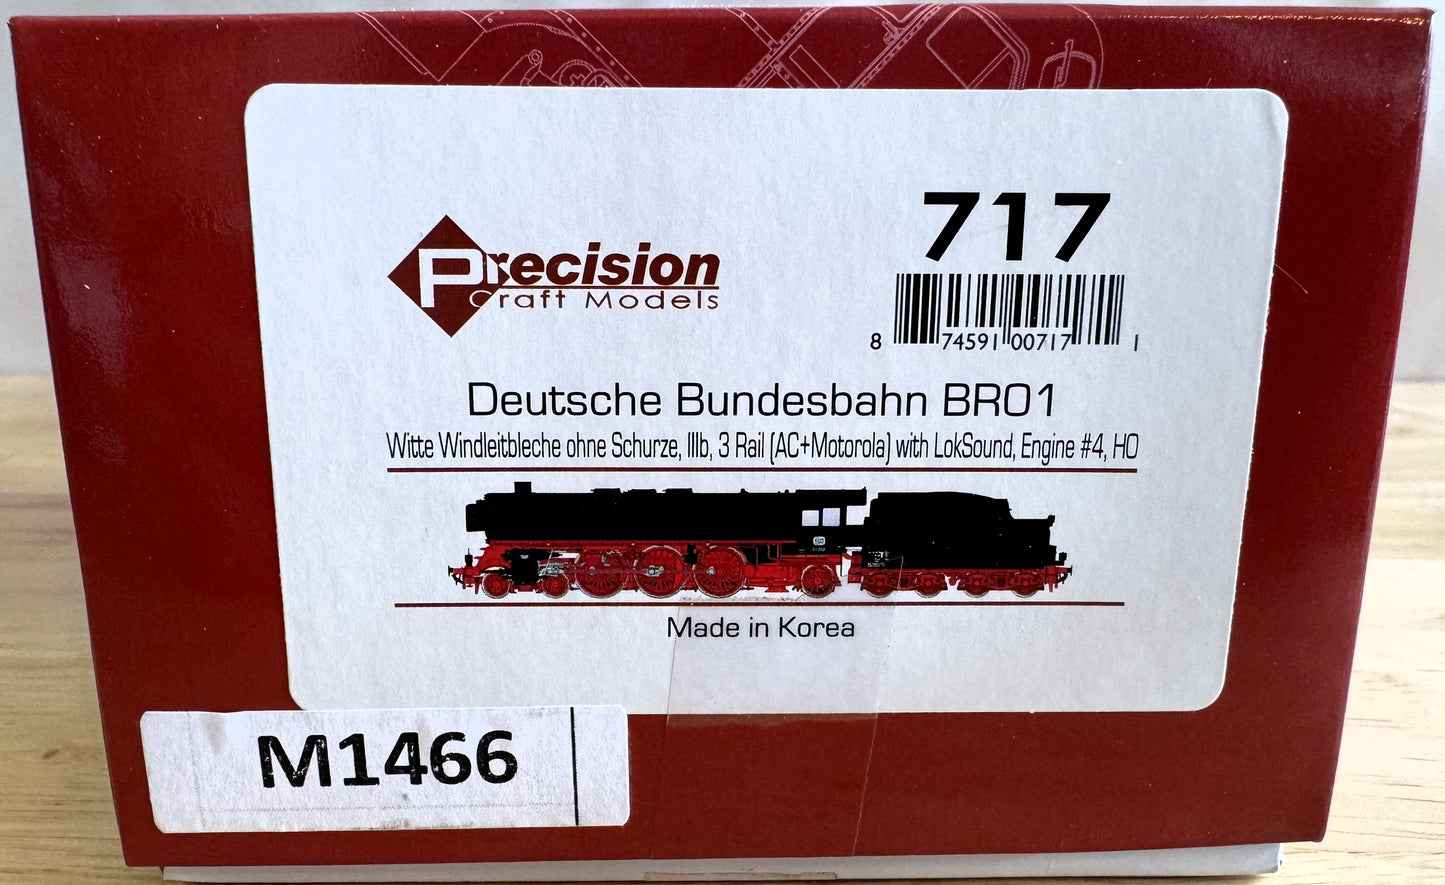 717
Precision
Craft Models
8 74591 00717 1
Deutsche Bundesbahn BR01
Witte Windleitbleche ohne Schurze, IIIb, 3 Rail (AC+Motorola) with LokSound, Engine #4, HO
Made in Korea
M1466